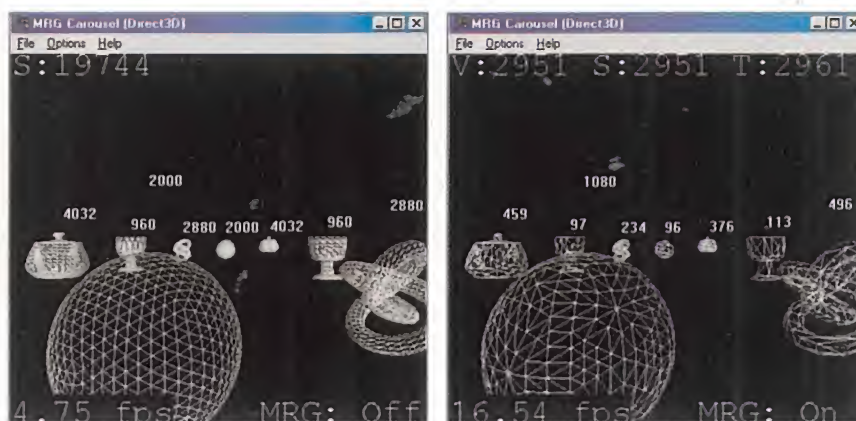 MRG Carousel (Direct3D)
File Options Help
S:19744
2000
4032 960 2880 2000 4032 960 2880
4.75 fps MRG: Off
MRG Carousel (Direct3D)
File Options Help
V:2951 S:2951 T:2961
1080
459 97 234 96 376 113 496
16.54 fps MRG: On